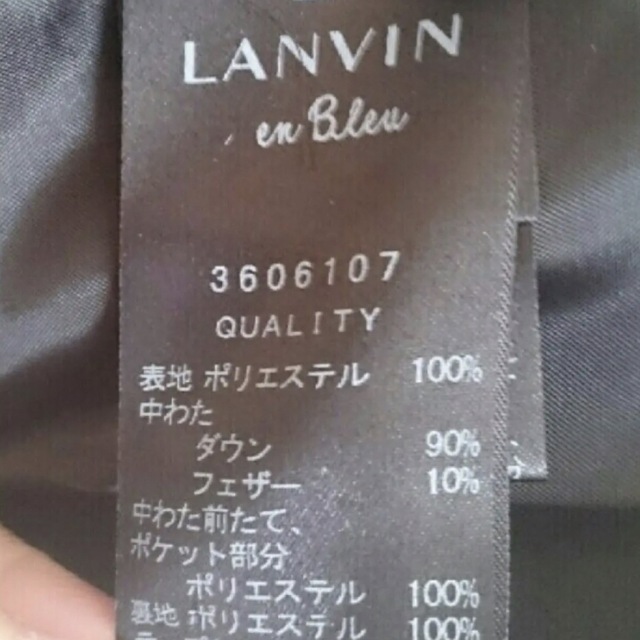 LANVIN
en Bleu
3606107
QUALITY
表地 ポリエステル 100%
中わた
ダウン 90%
フェザー 10%
中わた前たて、
ポケット部分
ポリエステル 100%
裏地 ポリエステル 100%